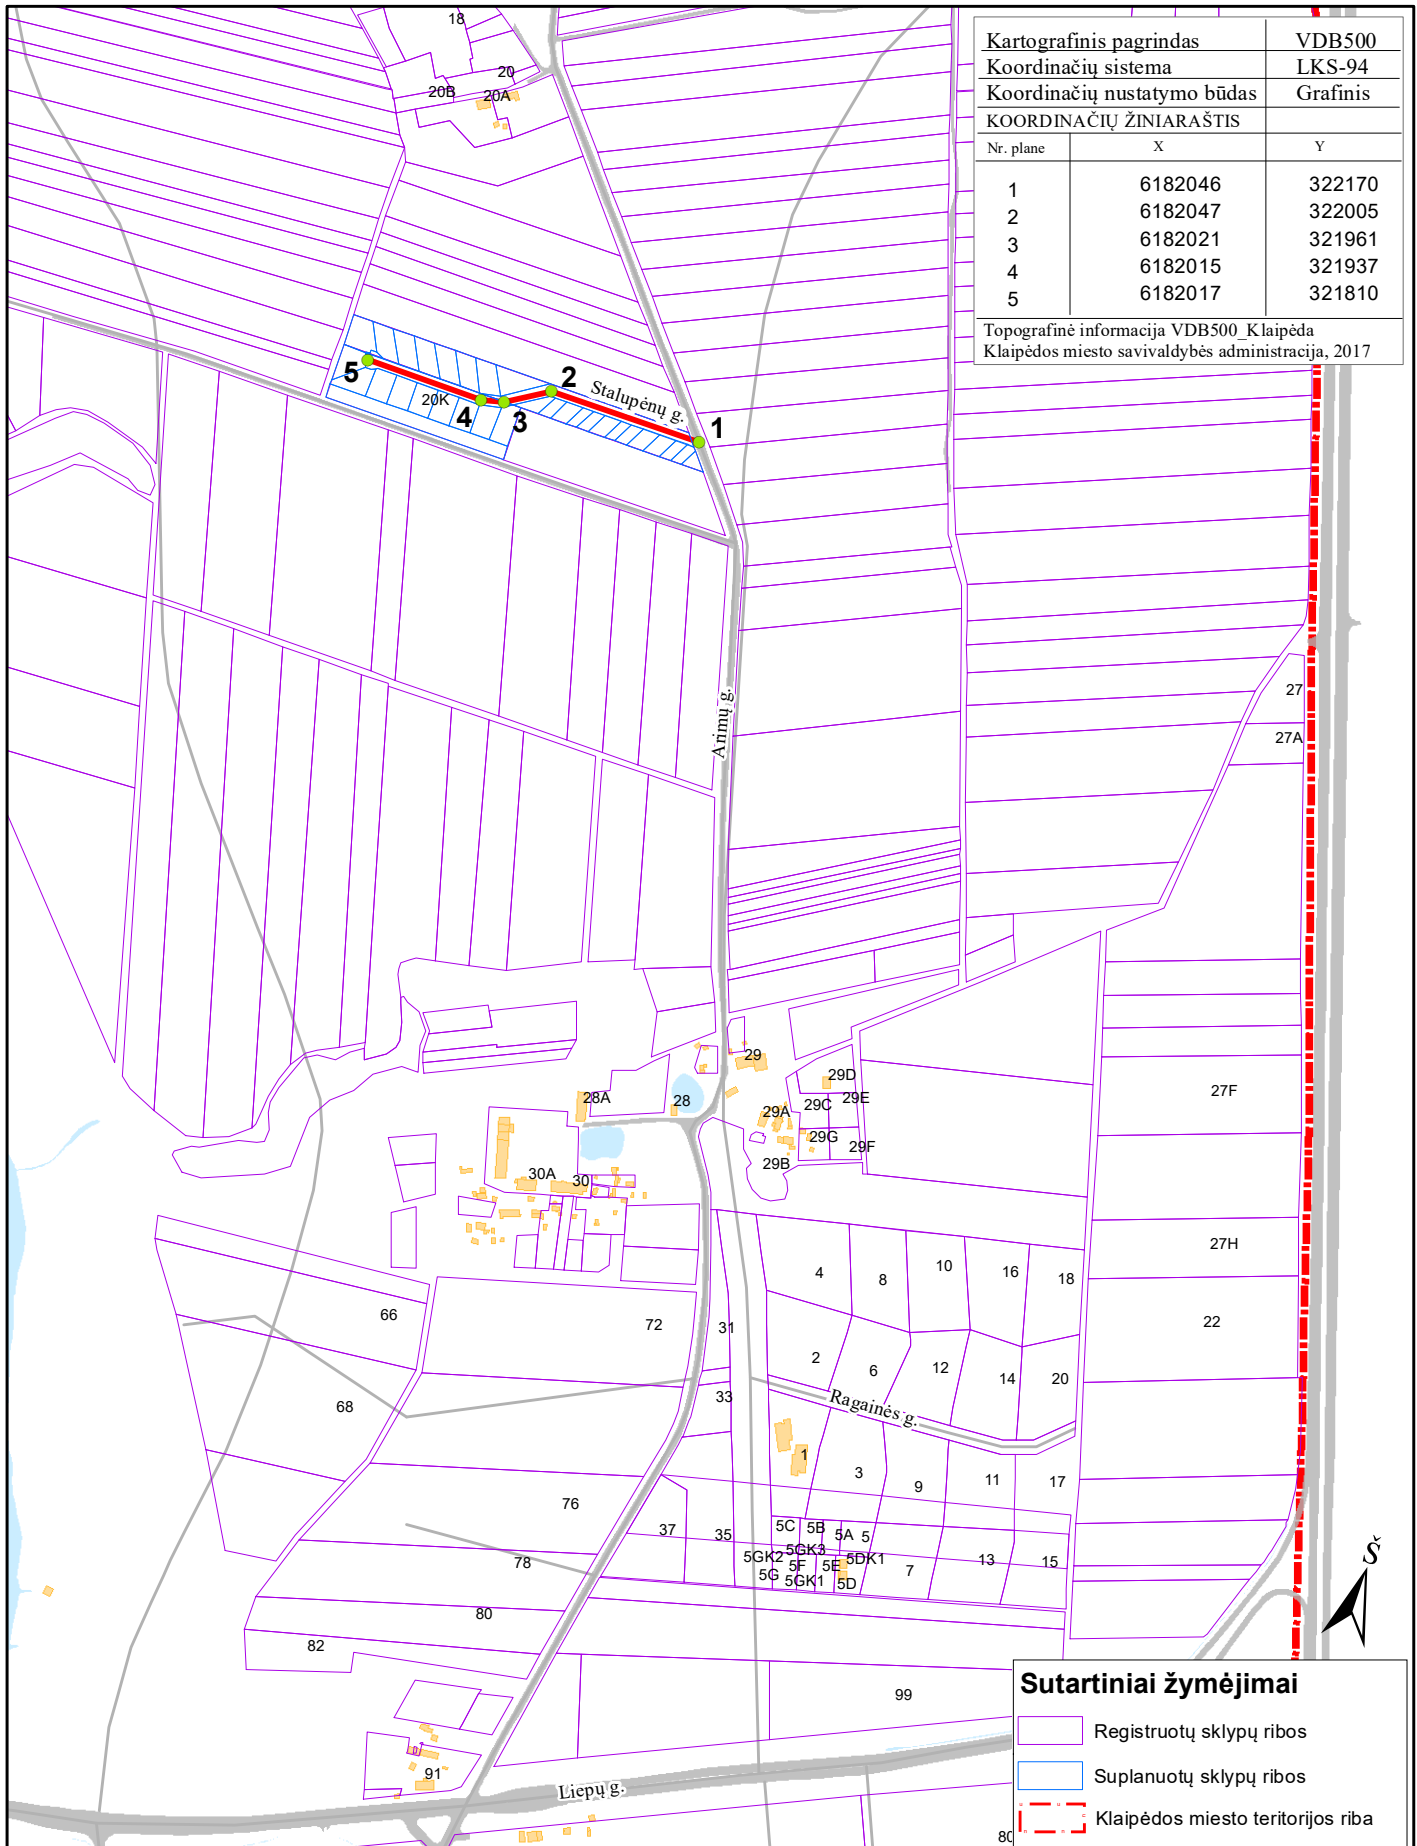 Kartografinis pagrindas VDB500
Koordinačių sistema LKS-94
Koordinačių nustatymo būdas Grafinis
KOORDINAČIŲ ŽINIARAŠTIS
Nr. plane X Y
1 6182046 322170
2 6182047 322005
3 6182021 321961
4 6182015 321937
5 6182017 321810
Topografinė informacija VDB500_Klaipėda
Klaipėdos miesto savivaldybės administracija, 2017
18
20
20B
20A
5
20K
4
3
2
Stalupėnų g.
1
Arimų g.
27
27A
29
29D
28A
28
29A
29C
29E
29G
29F
29B
30A
30
27F
27H
22
4
8
10
16
18
66
72
31
2
6
12
14
20
68
33
Ragainės g.
1
3
9
11
17
76
37
35
5C
5B
5A
5
5GK3
5GK2
5F
5E
5DK1
5G
5GK1
5D
7
13
15
78
80
82
99
91
Liepų g.
80
Š
Sutartiniai žymėjimai
Registruotų sklypų ribos
Suplanuotų sklypų ribos
Klaipėdos miesto teritorijos riba